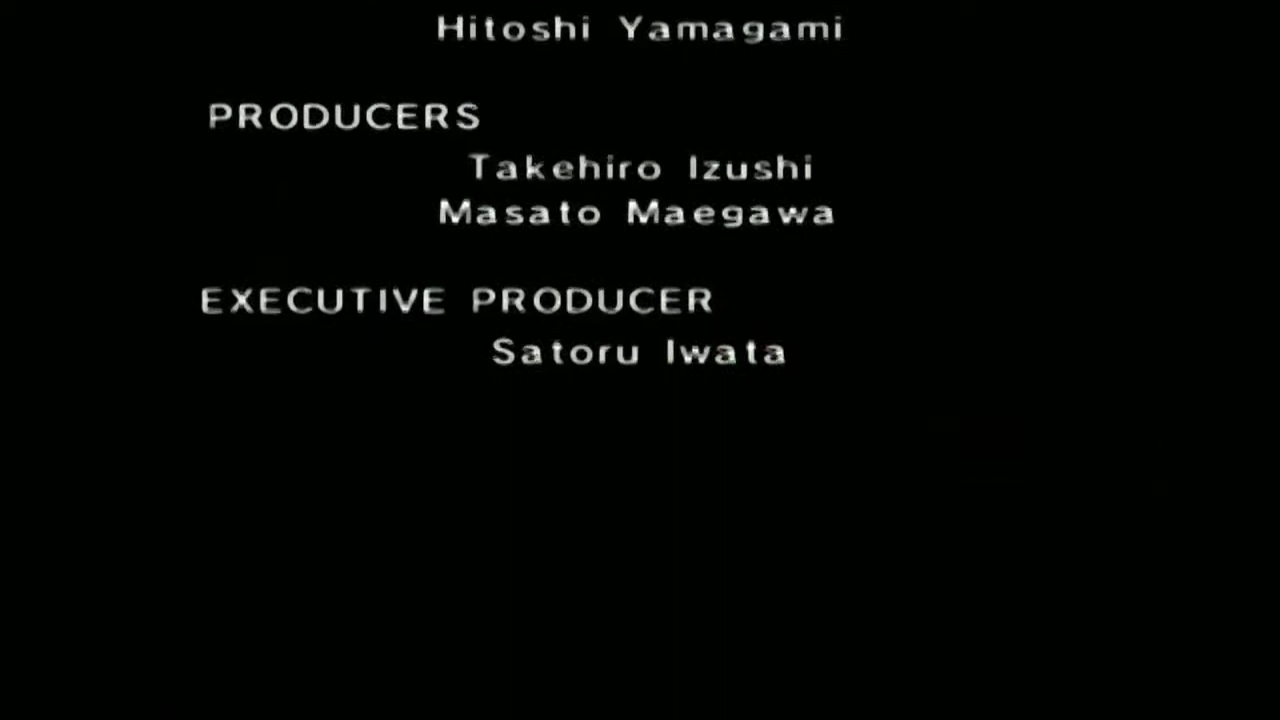 Hitoshi Yamagami
PRODUCERS
Takehiro Izushi
Masato Maegawa
EXECUTIVE PRODUCER
Satoru Iwata